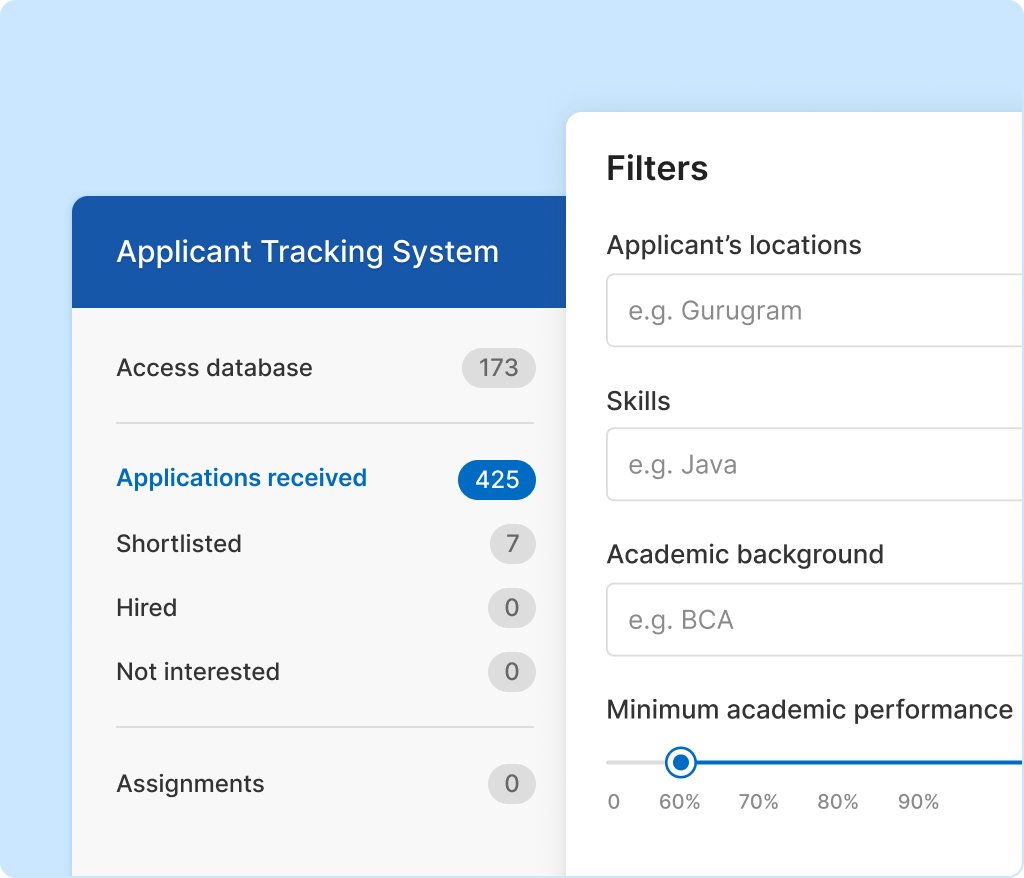 Applicant Tracking System
Access database 173
Applications received 425
Shortlisted 7
Hired 0
Not interested 0
Assignments 0
Filters
Applicant’s locations
e.g. Gurugram
Skills
e.g. Java
Academic background
e.g. BCA
Minimum academic performance
0 60% 70% 80% 90%